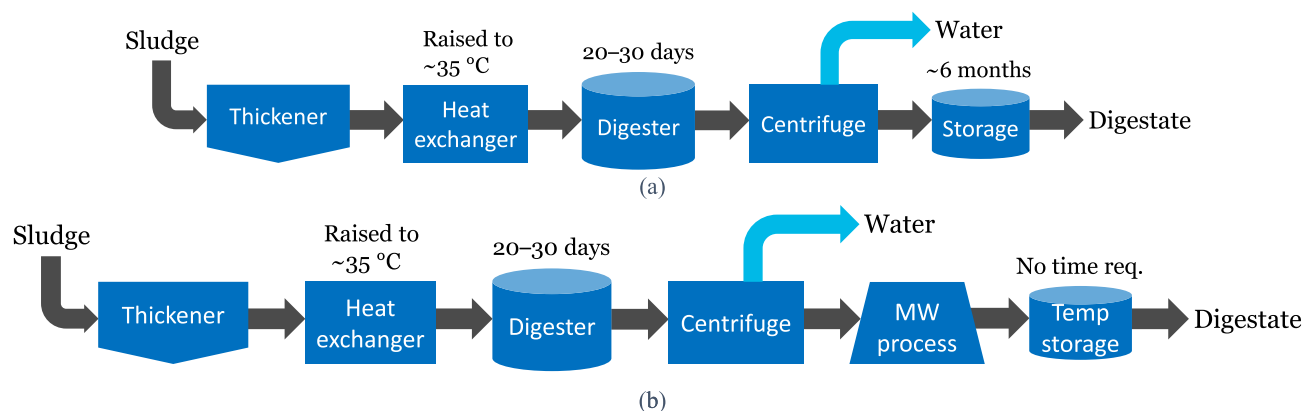 Sludge
Thickener
Raised to
~35 °C
Heat
exchanger
20–30 days
Digester
Centrifuge
Water
~6 months
Storage
Digestate
(a)
Sludge
Thickener
Raised to
~35 °C
Heat
exchanger
20–30 days
Digester
Centrifuge
Water
MW
process
No time req.
Temp
storage
Digestate
(b)